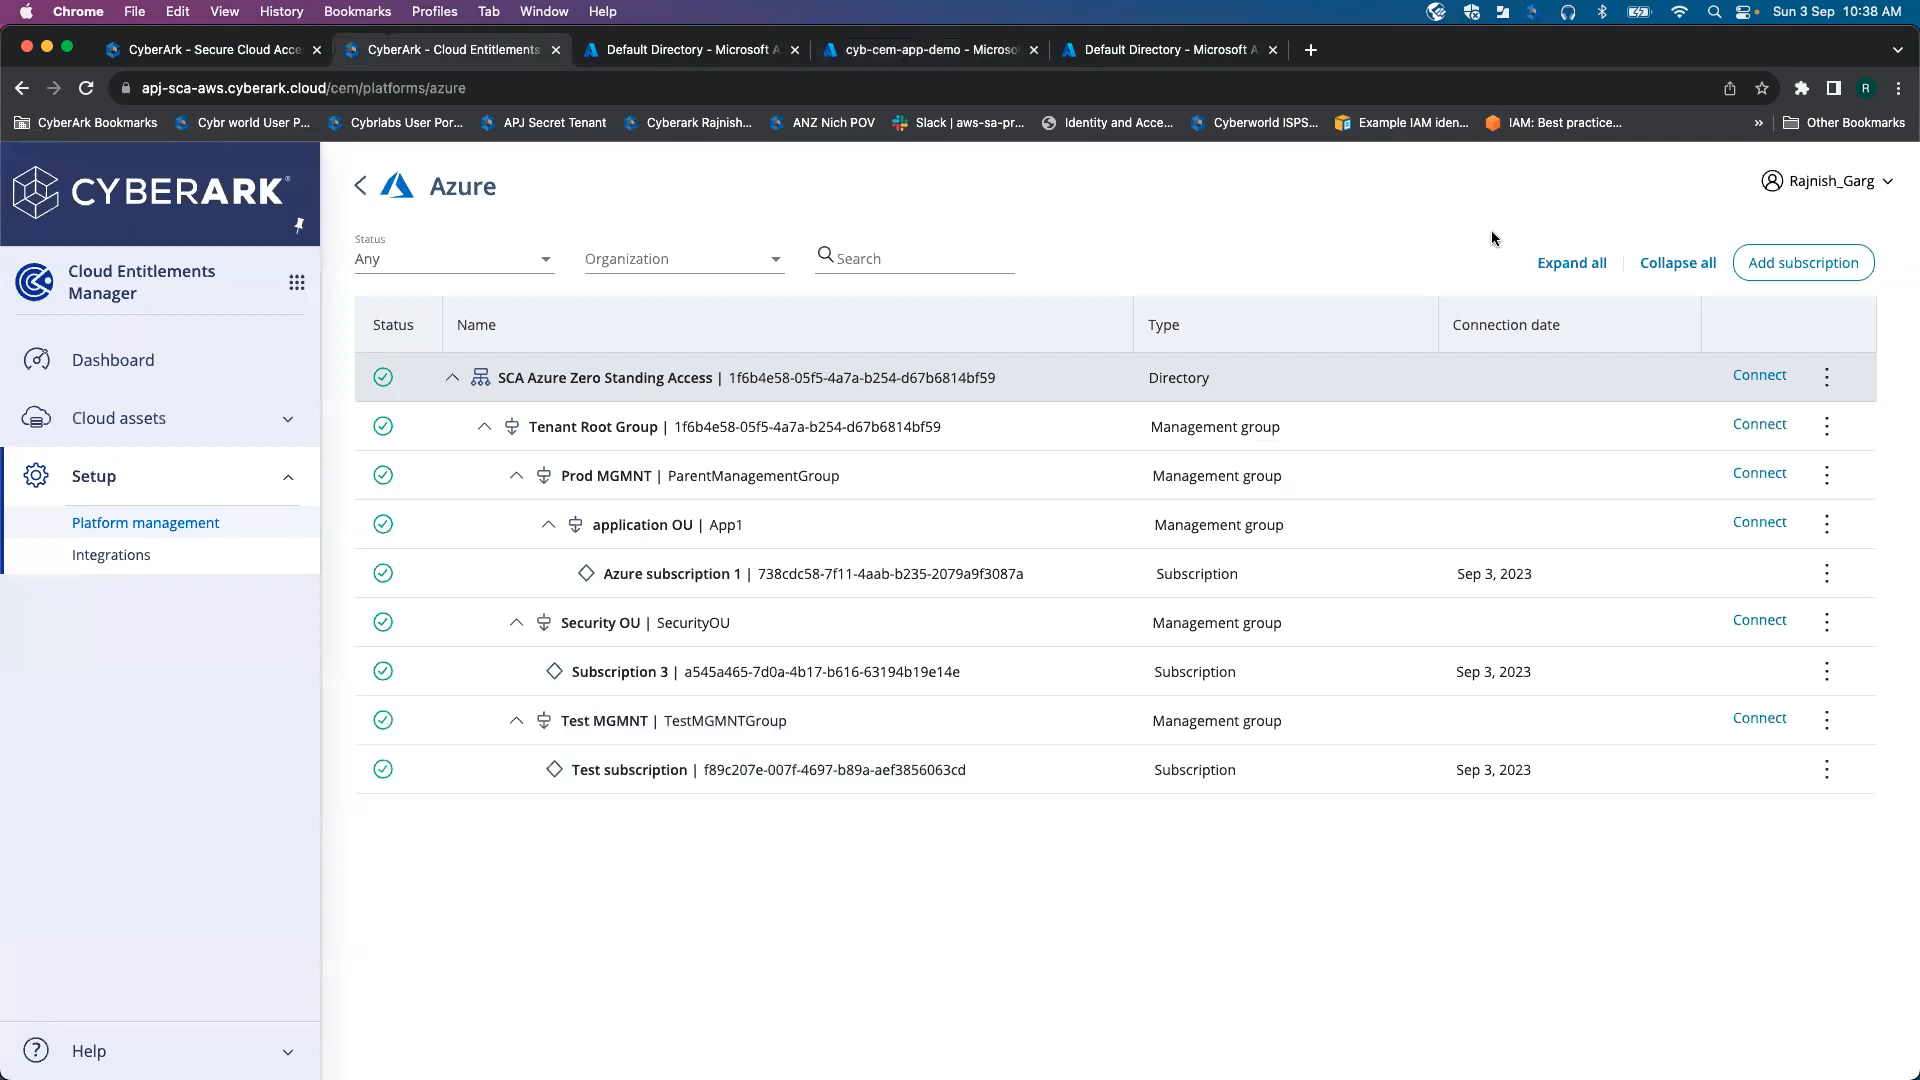 Chrome File Edit View History Bookmarks Profiles Tab Window Help Sun 3 Sep 10:38 AM
CyberArk - Secure Cloud Acce CyberArk - Cloud Entitlements Default Directory - Microsoft A cyb-cem-app-demo - Microso Default Directory - Microsoft A
apj-sca-aws.cyberark.cloud/cem/platforms/azure R
CyberArk Bookmarks Cybr world User P... Cybrlabs User Por... APJ Secret Tenant Cyberark Rajnish... ANZ Nich POV Slack | aws-sa-pr... Identity and Acce... Cyberworld ISPS... Example IAM iden... IAM: Best practice... » Other Bookmarks
CYBERARK®
Cloud Entitlements
Manager
Dashboard
Cloud assets
Setup
Platform management
Integrations
Help
Azure
Rajnish_Garg
Status
Any Organization Search
Expand all Collapse all Add subscription
Status Name Type Connection date
SCA Azure Zero Standing Access | 1f6b4e58-05f5-4a7a-b254-d67b6814bf59 Directory Connect
Tenant Root Group | 1f6b4e58-05f5-4a7a-b254-d67b6814bf59 Management group Connect
Prod MGMNT | ParentManagementGroup Management group Connect
application OU | App1 Management group Connect
Azure subscription 1 | 738cdc58-7f11-4aab-b235-2079a9f3087a Subscription Sep 3, 2023
Security OU | SecurityOU Management group Connect
Subscription 3 | a545a465-7d0a-4b17-b616-63194b19e14e Subscription Sep 3, 2023
Test MGMNT | TestMGMNTGroup Management group Connect
Test subscription | f89c207e-007f-4697-b89a-aef3856063cd Subscription Sep 3, 2023